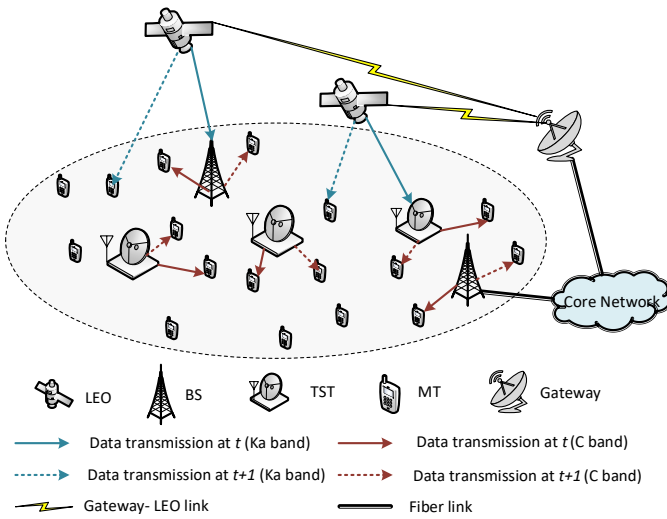 Core Network
LEO
BS
TST
MT
Gateway
Data transmission at t (Ka band)
Data transmission at t (C band)
Data transmission at t+1 (Ka band)
Data transmission at t+1 (C band)
Gateway- LEO link
Fiber link